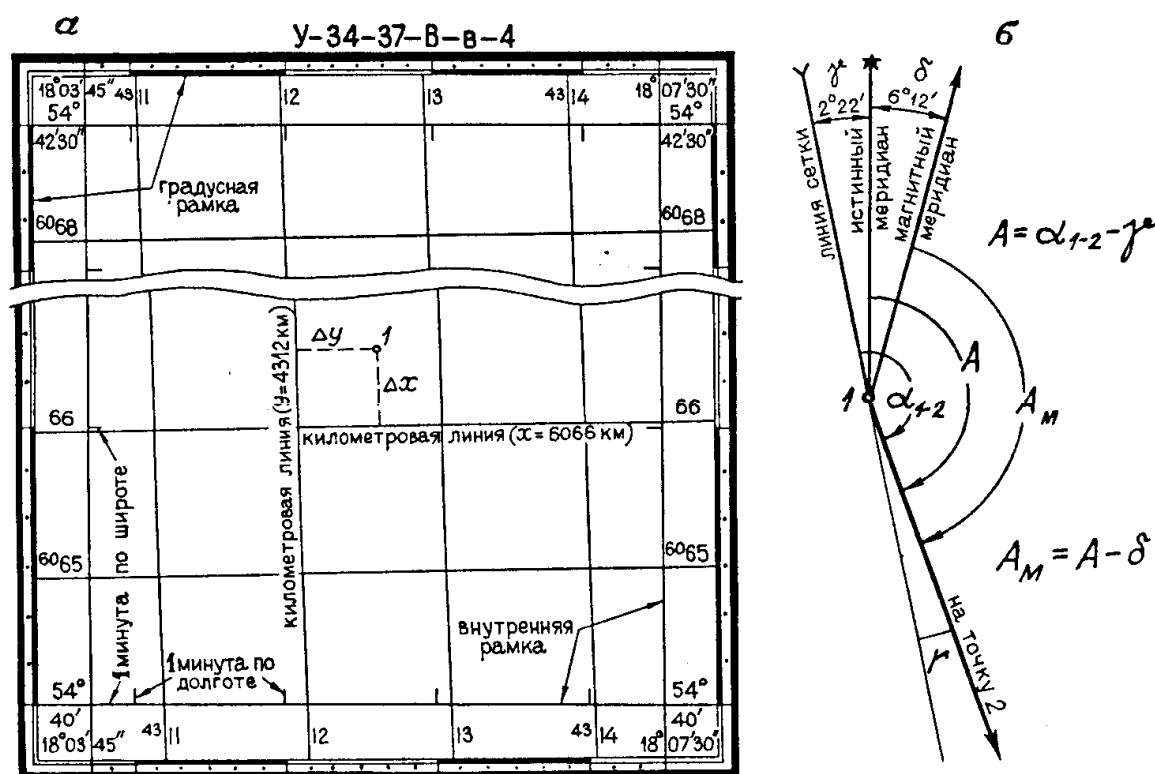 а
У-34-37-В-в-4
18°03' 45" 43 11 12 13 43 14 18° 07'30"
54° 54°
42'30" 42'30"
градусная
рамка
6068 6068
километровая линия (У=4312 км)
Δy 1
Δx
66 66
километровая линия (x=6066 км)
1 минута по широте
6065 6065
внутренняя
рамка
1 минута по
долготе
54° 54°
40' 40'
18°03' 45" 43 11 12 13 43 14 18° 07'30"
б
γ δ
2°22' 6°12'
линия сетки
истинный
меридиан
магнитный
меридиан
A = α1-2 - γ
A
1 α1-2 Aм
Aм = A - δ
r
на точку 2